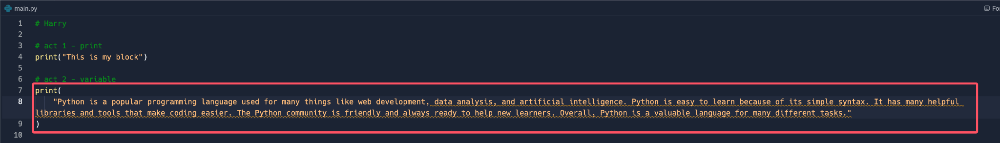 main.py
Fo
1 # Harry
2
3 # act 1 - print
4 print("This is my block")
5
6 # act 2 - variable
7 print(
8 "Python is a popular programming language used for many things like web development, data analysis, and artificial intelligence. Python is easy to learn because of its simple syntax. It has many helpful
libraries and tools that make coding easier. The Python community is friendly and always ready to help new learners. Overall, Python is a valuable language for many different tasks."
9 )
10